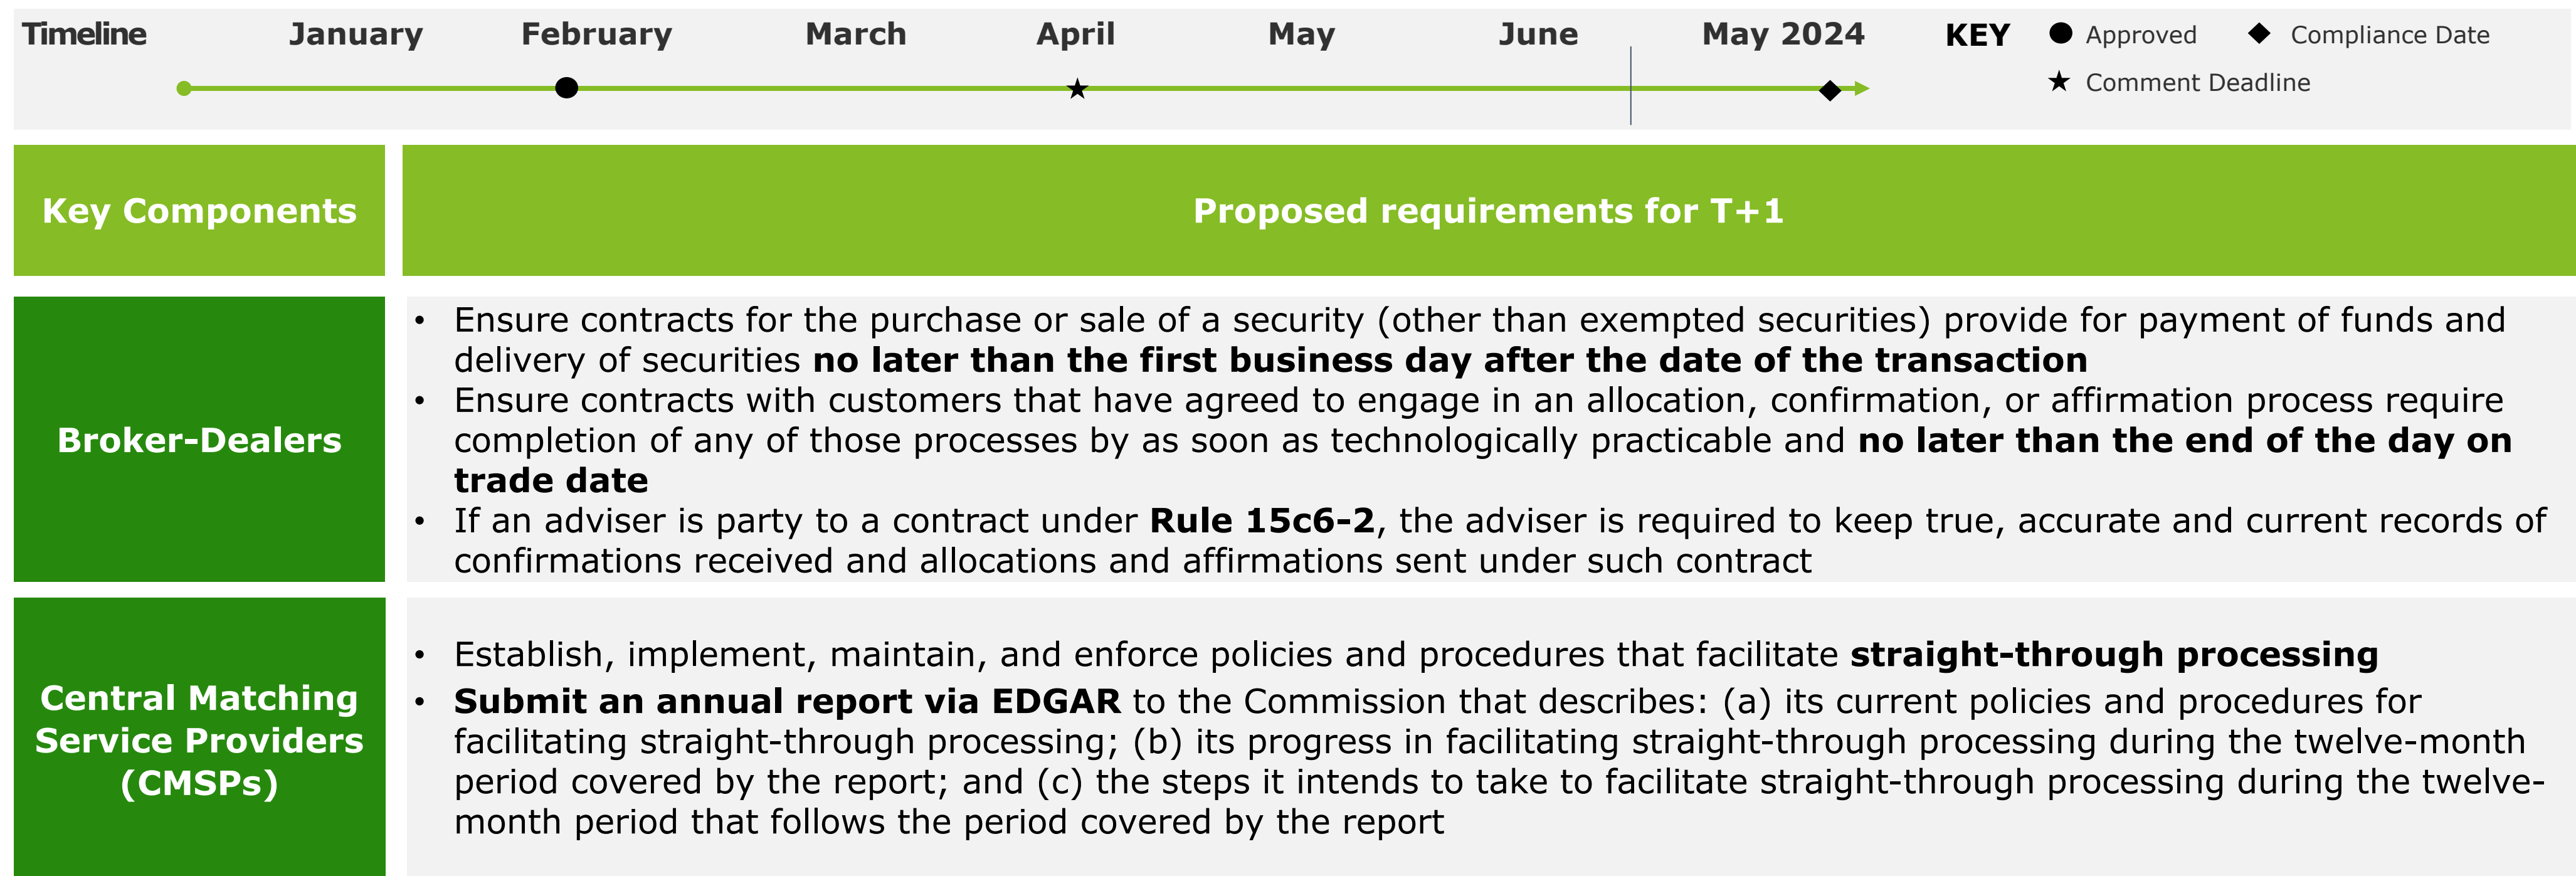 Timeline January February March April May June May 2024 KEY ● Approved ◆ Compliance Date
★ Comment Deadline
Key Components
Proposed requirements for T+1
Broker-Dealers
• Ensure contracts for the purchase or sale of a security (other than exempted securities) provide for payment of funds and
delivery of securities no later than the first business day after the date of the transaction
• Ensure contracts with customers that have agreed to engage in an allocation, confirmation, or affirmation process require
completion of any of those processes by as soon as technologically practicable and no later than the end of the day on
trade date
• If an adviser is party to a contract under Rule 15c6-2, the adviser is required to keep true, accurate and current records of
confirmations received and allocations and affirmations sent under such contract
Central Matching
Service Providers
(CMSPs)
• Establish, implement, maintain, and enforce policies and procedures that facilitate straight-through processing
• Submit an annual report via EDGAR to the Commission that describes: (a) its current policies and procedures for
facilitating straight-through processing; (b) its progress in facilitating straight-through processing during the twelve-month
period covered by the report; and (c) the steps it intends to take to facilitate straight-through processing during the twelve-
month period that follows the period covered by the report